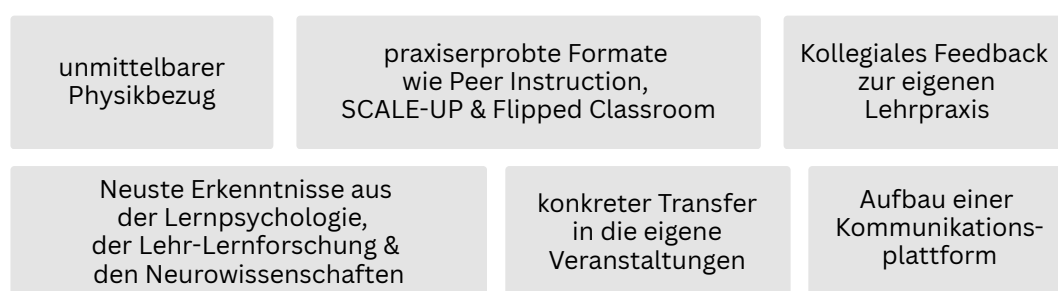 unmittelbarer
Physikbezug
praxiserprobte Formate
wie Peer Instruction,
SCALE-UP & Flipped Classroom
Kollegiales Feedback
zur eigenen
Lehrpraxis
Neuste Erkenntnisse aus
der Lernpsychologie,
der Lehr-Lernforschung &
den Neurowissenschaften
konkreter Transfer
in die eigene
Veranstaltungen
Aufbau einer
Kommunikations-
plattform